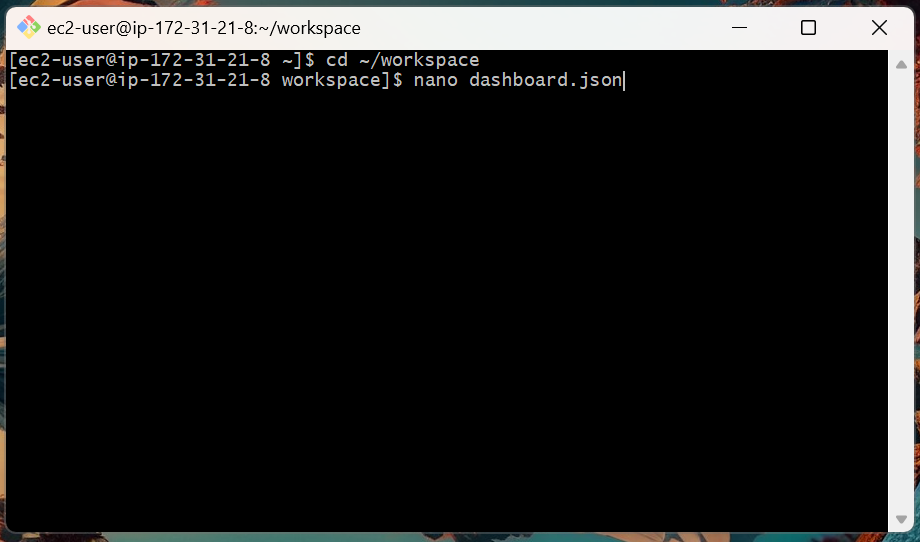 ec2-user@ip-172-31-21-8:~/workspace
[ec2-user@ip-172-31-21-8 ~]$ cd ~/workspace
[ec2-user@ip-172-31-21-8 workspace]$ nano dashboard.json